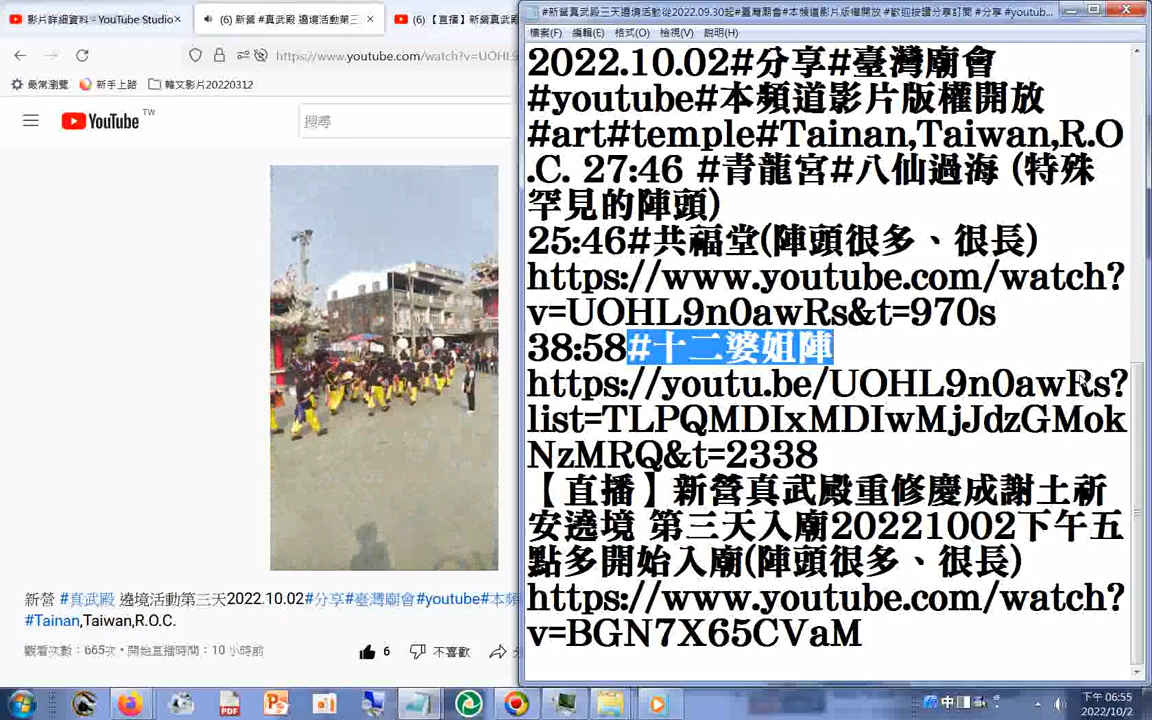 影片詳細資料 - YouTube Studio
(6) 新營 #真武殿 遶境活動第三
(6)【直播】新營真武
https://www.youtube.com/watch?v=UOHL9
最常瀏覽 新手上路 韓文影片20220312
YouTube TW
搜尋
新營 #真武殿 遶境活動第三天2022.10.02#分享#臺灣廟會#youtube#本頻
#Tainan,Taiwan,R.O.C.
觀看次數:665次 • 開始直播時間:10 小時前
6 不喜歡
#新營真武殿三天遶境活動從2022.09.30起#臺灣廟會#本頻道影片版權開放 #歡迎按讚分享訂閱 #分享 #youtub...
檔案(F) 編輯(E) 格式(O) 檢視(V) 說明(H)
2022.10.02#分享#臺灣廟會
#youtube#本頻道影片版權開放
#art#temple#Tainan,Taiwan,R.O
.C. 27:46 #青龍宮#八仙過海 (特殊
罕見的陣頭)
25:46#共福堂(陣頭很多、很長)
https://www.youtube.com/watch?
v=UOHL9n0awRs&t=970s
38:58#十二婆姐陣
https://youtu.be/UOHL9n0awRs?
list=TLPQMDIxMDIwMjJdzGMok
NzMRQ&t=2338
【直播】新營真武殿重修慶成謝土祈
安遶境 第三天入廟20221002下午五
點多開始入廟(陣頭很多、很長)
https://www.youtube.com/watch?
v=BGN7X65CVaM
中
下午 06:55
2022/10/2